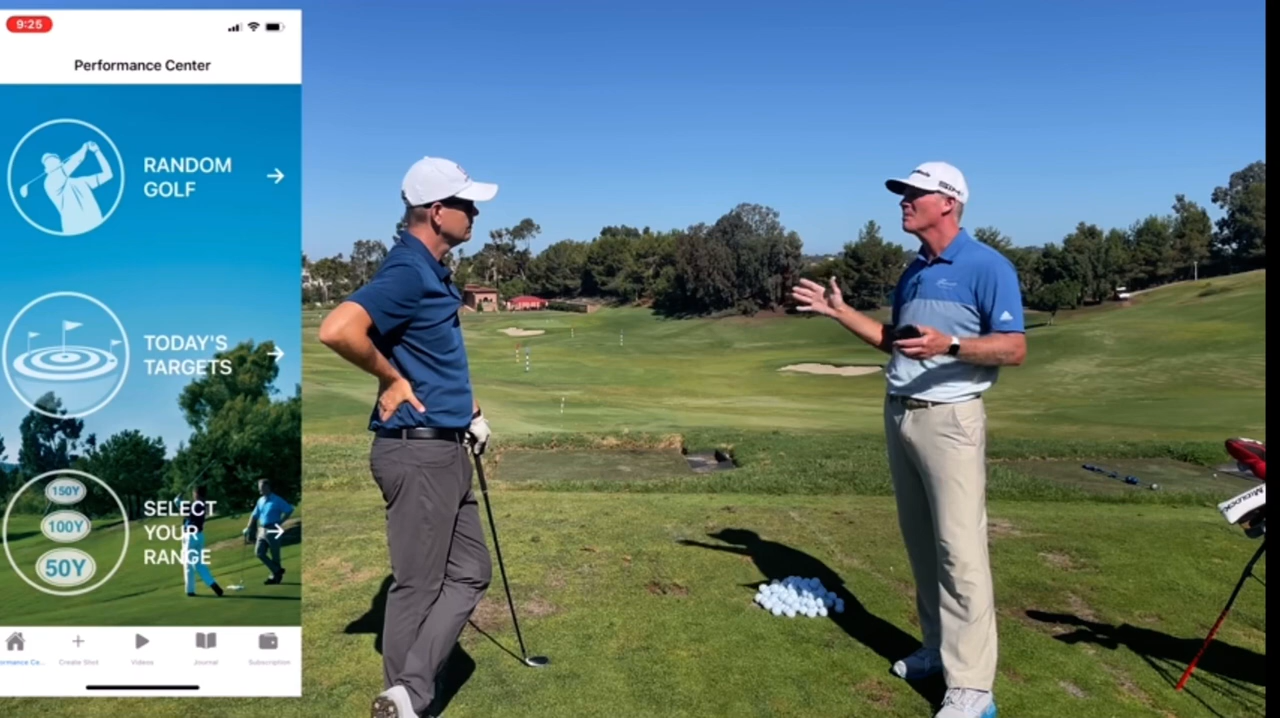 9:25
Performance Center
RANDOM
GOLF
TODAY'S
TARGETS
150Y
100Y
50Y
SELECT
YOUR
RANGE
Create Shot
Videos
Journal
Subscription
adidas